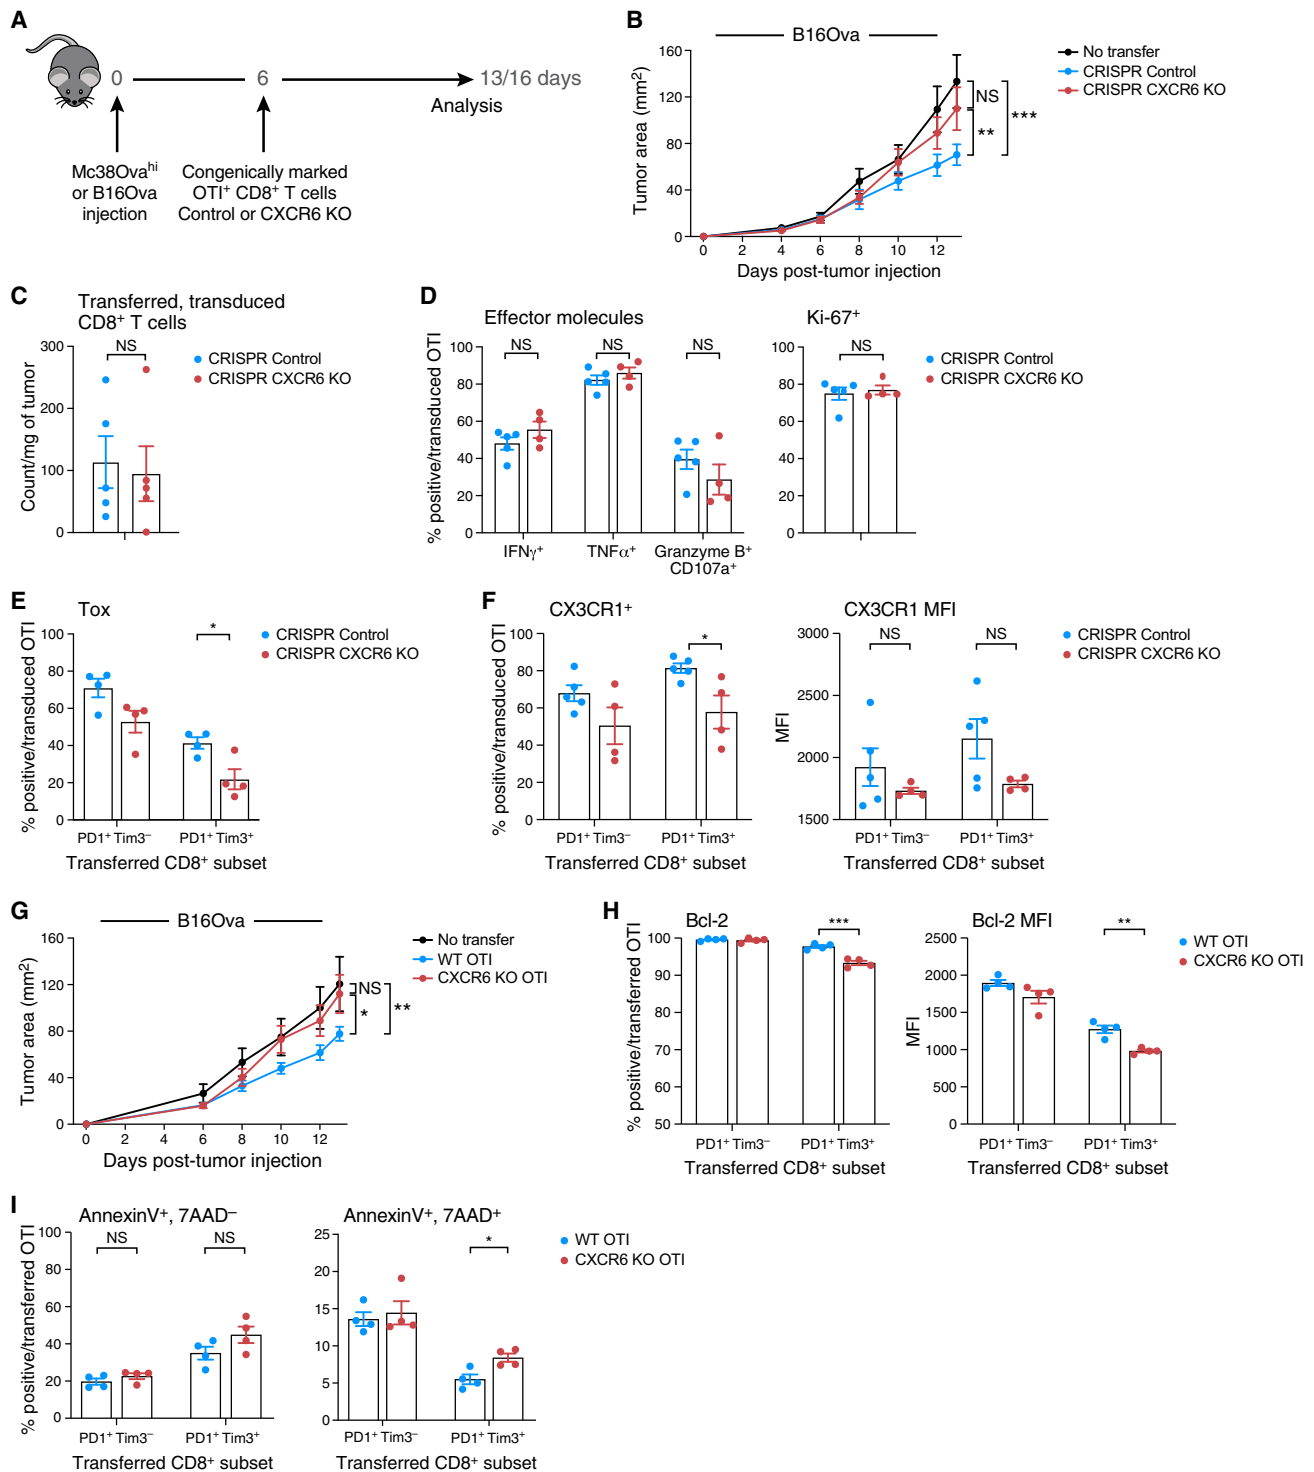 A
0
6
13/16 days
Analysis
Mc38Ovaʰⁱ
or B16Ova
injection
Congenically marked
OTI⁺ CD8⁺ T cells
Control or CXCR6 KO
B
B16Ova
Tumor area (mm²)
160
120
80
40
0
0 2 4 6 8 10 12
Days post-tumor injection
No transfer
CRISPR Control
CRISPR CXCR6 KO
NS
**
***
C
Transferred, transduced
CD8⁺ T cells
Count/mg of tumor
300
200
100
0
NS
CRISPR Control
CRISPR CXCR6 KO
D
Effector molecules
% positive/transduced OTI
100
80
60
40
20
0
NS NS NS
IFNγ⁺ TNFα⁺ Granzyme B⁺
CD107a⁺
Ki-67⁺
100
80
60
40
20
0
NS
CRISPR Control
CRISPR CXCR6 KO
E
Tox
% positive/transduced OTI
100
80
60
40
20
0
*
PD1⁺ Tim3⁻ PD1⁺ Tim3⁺
Transferred CD8⁺ subset
CRISPR Control
CRISPR CXCR6 KO
F
CX3CR1⁺
% positive/transduced OTI
100
80
60
40
20
0
*
PD1⁺ Tim3⁻ PD1⁺ Tim3⁺
Transferred CD8⁺ subset
CX3CR1 MFI
MFI
3000
2500
2000
1500
NS NS
PD1⁺ Tim3⁻ PD1⁺ Tim3⁺
Transferred CD8⁺ subset
CRISPR Control
CRISPR CXCR6 KO
G
B16Ova
Tumor area (mm²)
160
120
80
40
0
0 2 4 6 8 10 12
Days post-tumor injection
No transfer
WT OTI
CXCR6 KO OTI
NS
*
**
H
Bcl-2
% positive/transferred OTI
100
90
80
70
60
50
***
PD1⁺ Tim3⁻ PD1⁺ Tim3⁺
Transferred CD8⁺ subset
Bcl-2 MFI
MFI
2500
2000
1500
1000
500
0
**
PD1⁺ Tim3⁻ PD1⁺ Tim3⁺
Transferred CD8⁺ subset
WT OTI
CXCR6 KO OTI
I
AnnexinV⁺, 7AAD⁻
% positive/transferred OTI
100
80
60
40
20
0
NS NS
PD1⁺ Tim3⁻ PD1⁺ Tim3⁺
Transferred CD8⁺ subset
AnnexinV⁺, 7AAD⁺
25
20
15
10
5
0
*
PD1⁺ Tim3⁻ PD1⁺ Tim3⁺
Transferred CD8⁺ subset
WT OTI
CXCR6 KO OTI